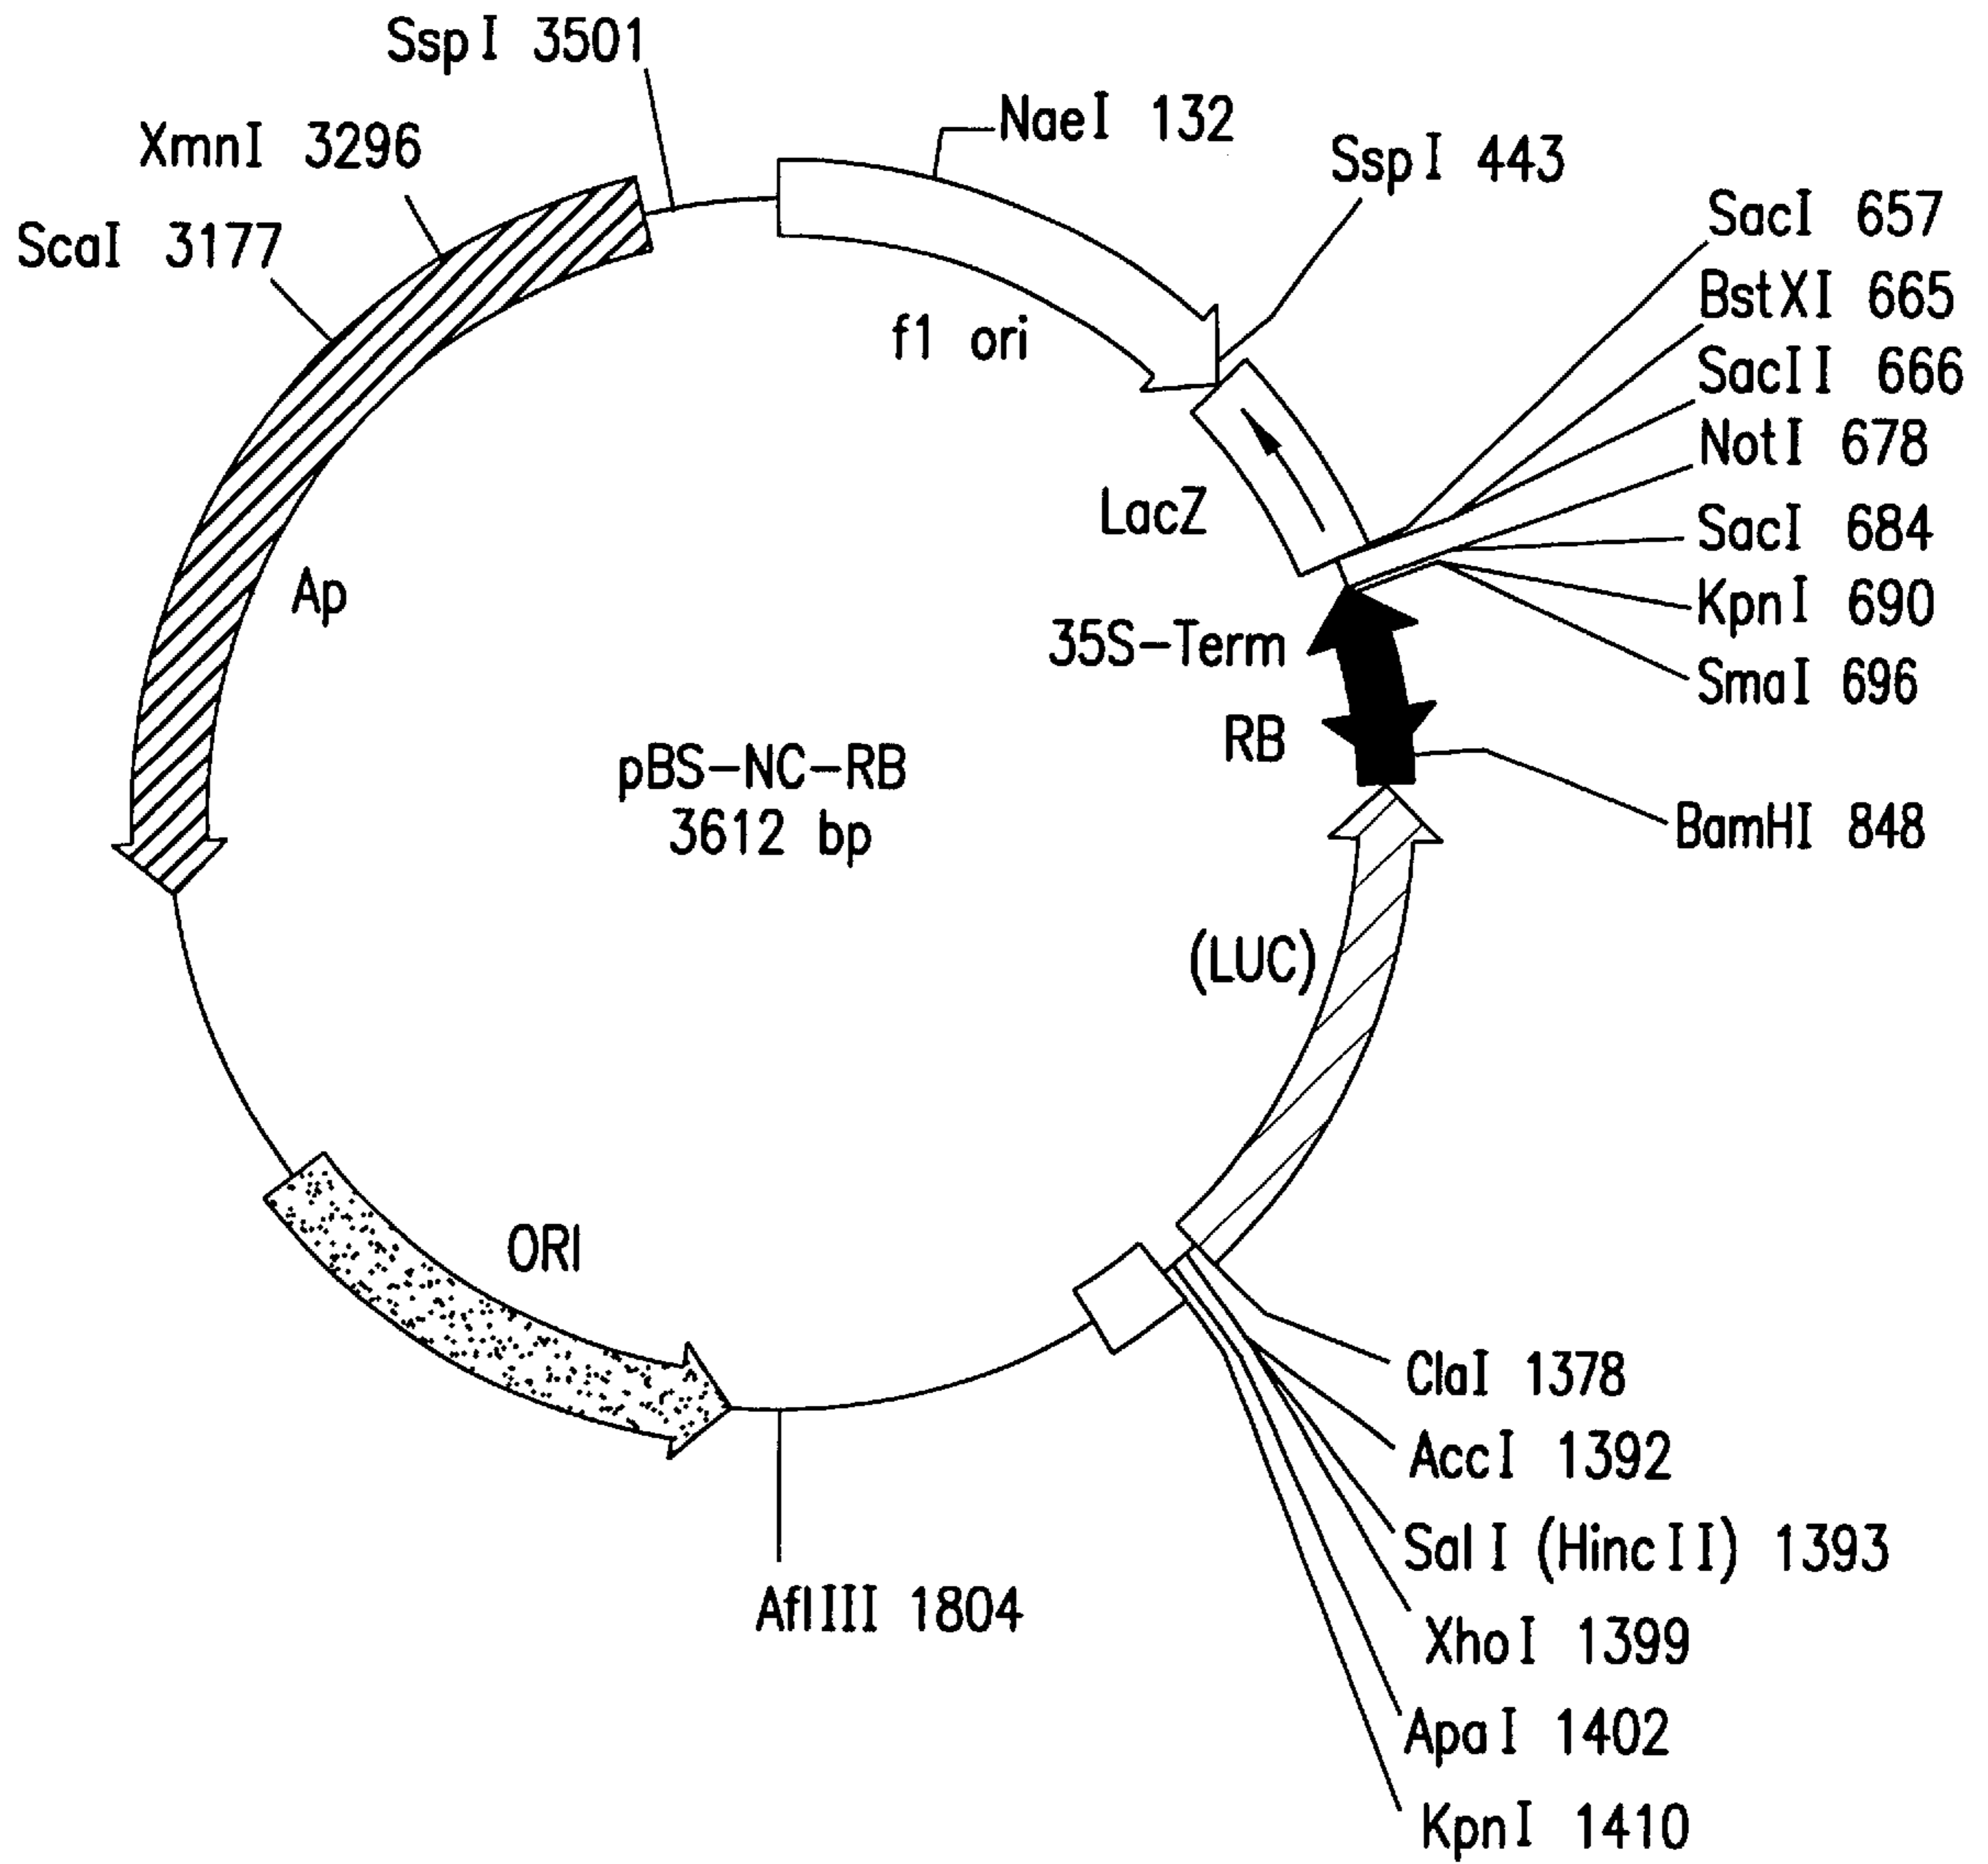 SspI 3501
NaeI 132
XmnI 3296
SspI 443
ScaI 3177
SacI 657
BstXI 665
SacII 666
f1 ori
NotI 678
LacZ
SacI 684
Ap
KpnI 690
35S-Term
SmaI 696
RB
pBS-NC-RB
3612 bp
BamHI 848
(LUC)
ORI
ClaI 1378
AccI 1392
SalI (HincII) 1393
AflIII 1804
XhoI 1399
ApaI 1402
KpnI 1410